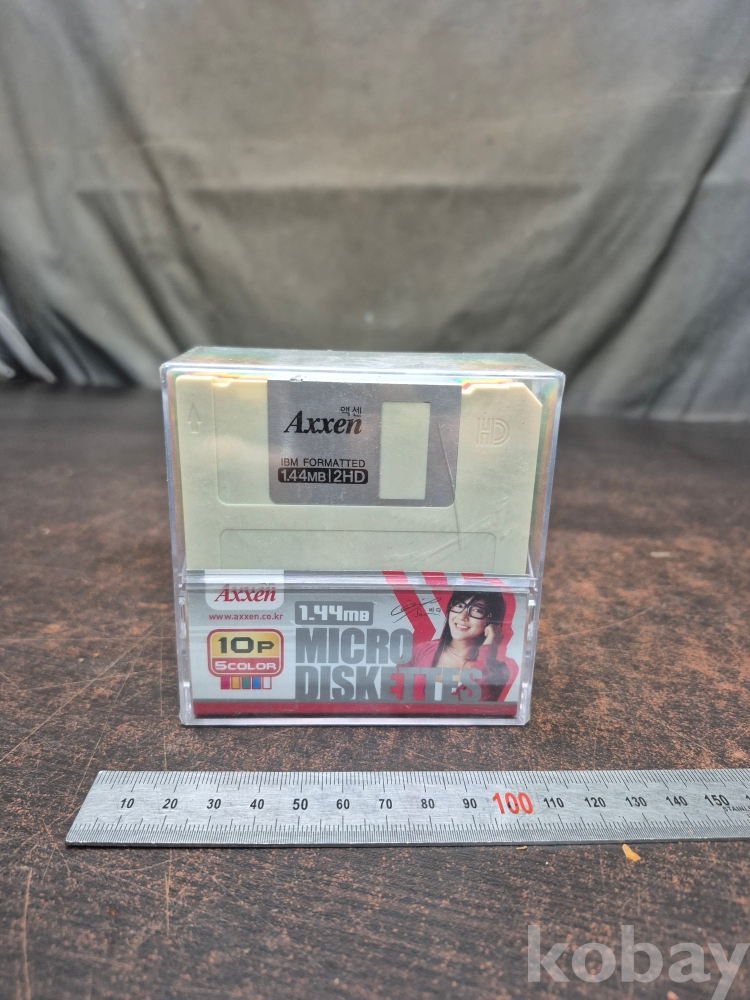 액센
Axxen
HD
IBM FORMATTED
1.44MB 2HD
Axxen
www.axxen.co.kr
1.44MB
10P
5COLOR
MICRO
DISKETTES
10 20 30 40 50 60 70 80 90 100 110 120 130 140 150
kobay